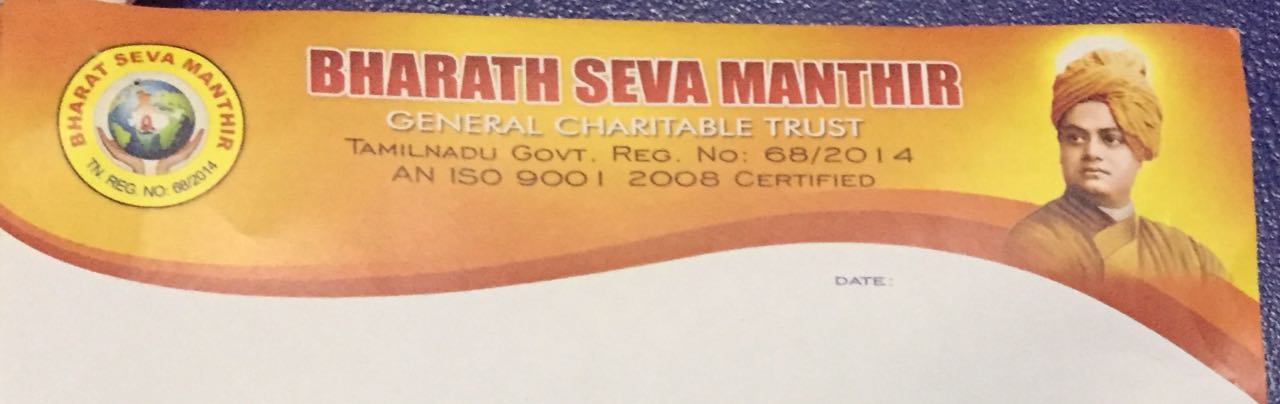 BHARAT SEVA MANTHIR
TN. REG. NO: 68/2014
BHARATH SEVA MANTHIR
GENERAL CHARITABLE TRUST
TAMILNADU GOVT. REG. NO: 68/2014
AN ISO 9001 2008 CERTIFIED
DATE: